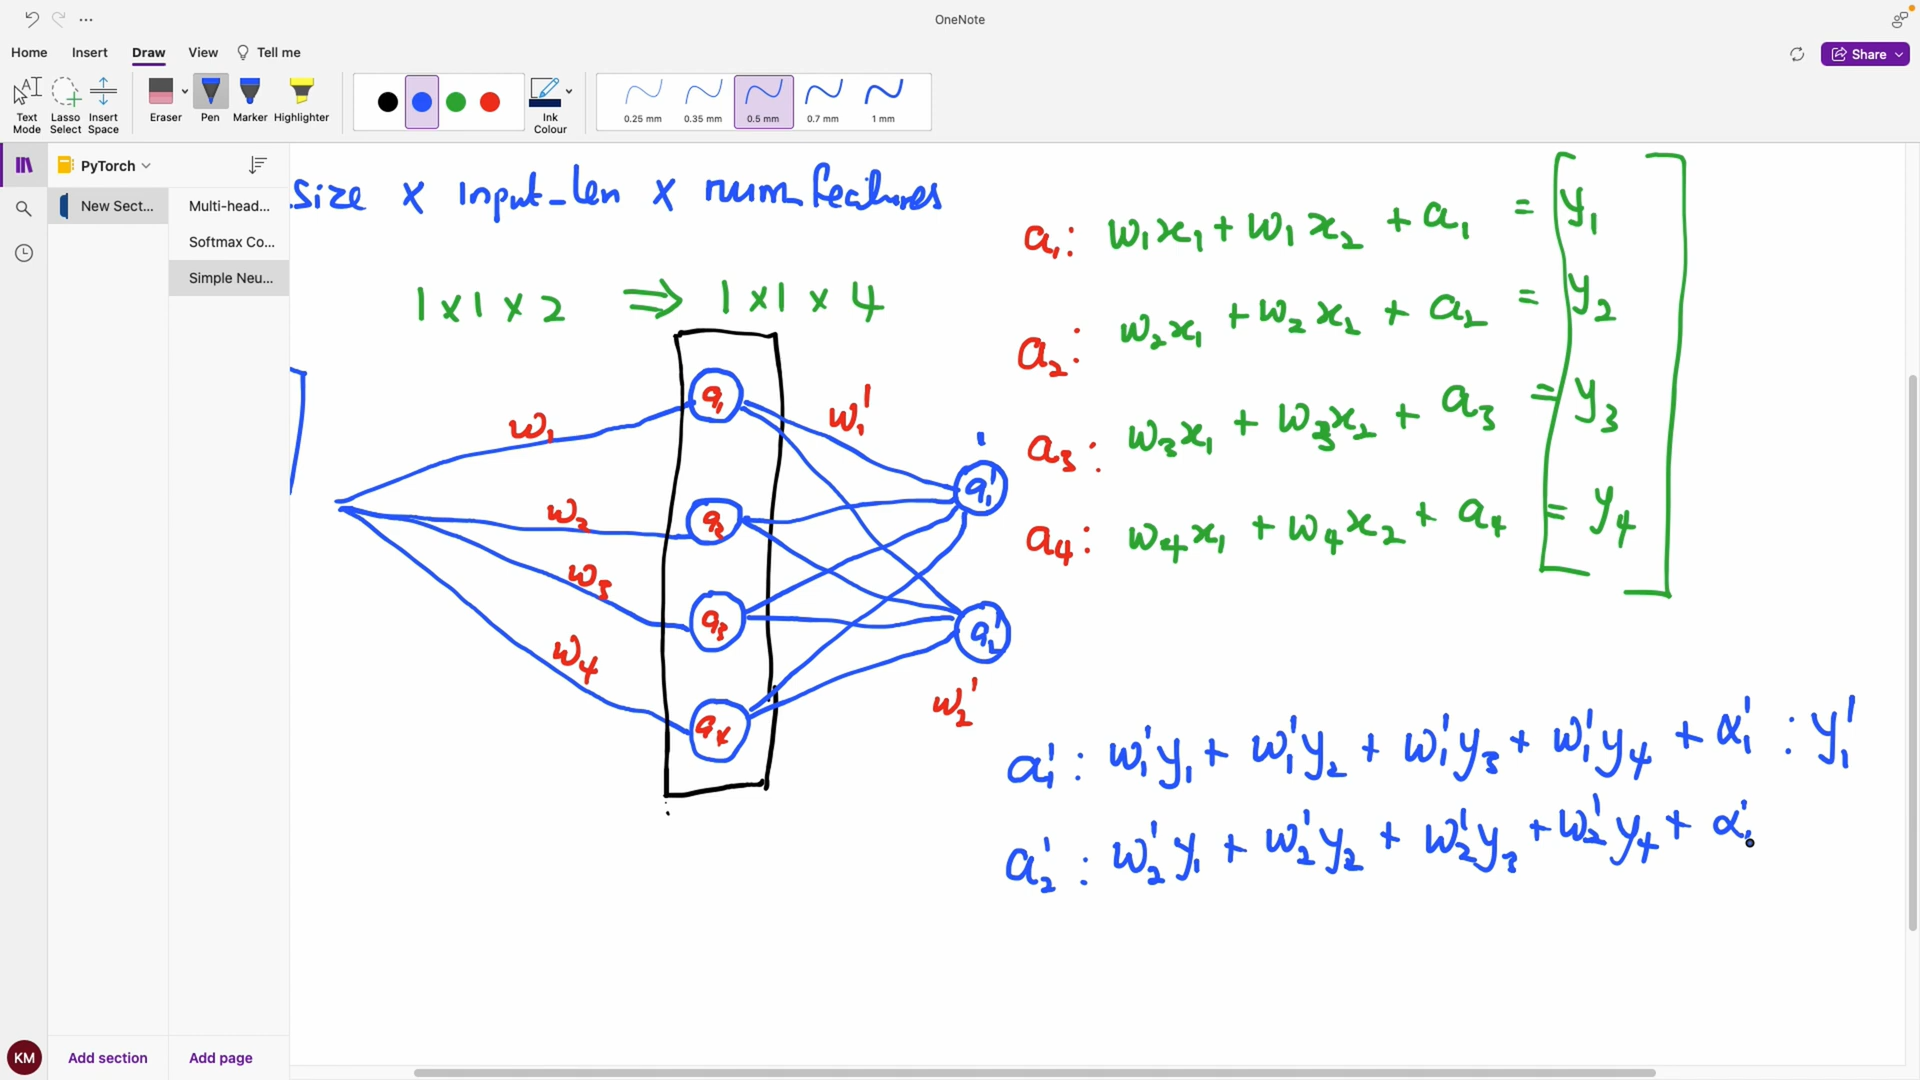 OneNote
Home Insert Draw View Tell me
Share
Text Mode Lasso Select Insert Space Eraser Pen Marker Highlighter Ink Colour
0.25 mm 0.35 mm 0.5 mm 0.7 mm 1 mm
PyTorch
New Sect...
Multi-head...
Softmax Co...
Simple Neu...
size x input_len x num_features
1 x 1 x 2 ⇒ 1 x 1 x 4
w₁
w₂
w₃
w₄
a₁
a₂
a₃
a₄
w₁'
w₂'
a₁'
a₂'
a₁: w₁x₁ + w₁x₂ + a₁ = y₁
a₂: w₂x₁ + w₂x₂ + a₂ = y₂
a₃: w₃x₁ + w₃x₂ + a₃ = y₃
a₄: w₄x₁ + w₄x₂ + a₄ = y₄
a₁': w₁'y₁ + w₁'y₂ + w₁'y₃ + w₁'y₄ + α₁' : y₁'
a₂': w₂'y₁ + w₂'y₂ + w₂'y₃ + w₂'y₄ + α'
KM
Add section
Add page